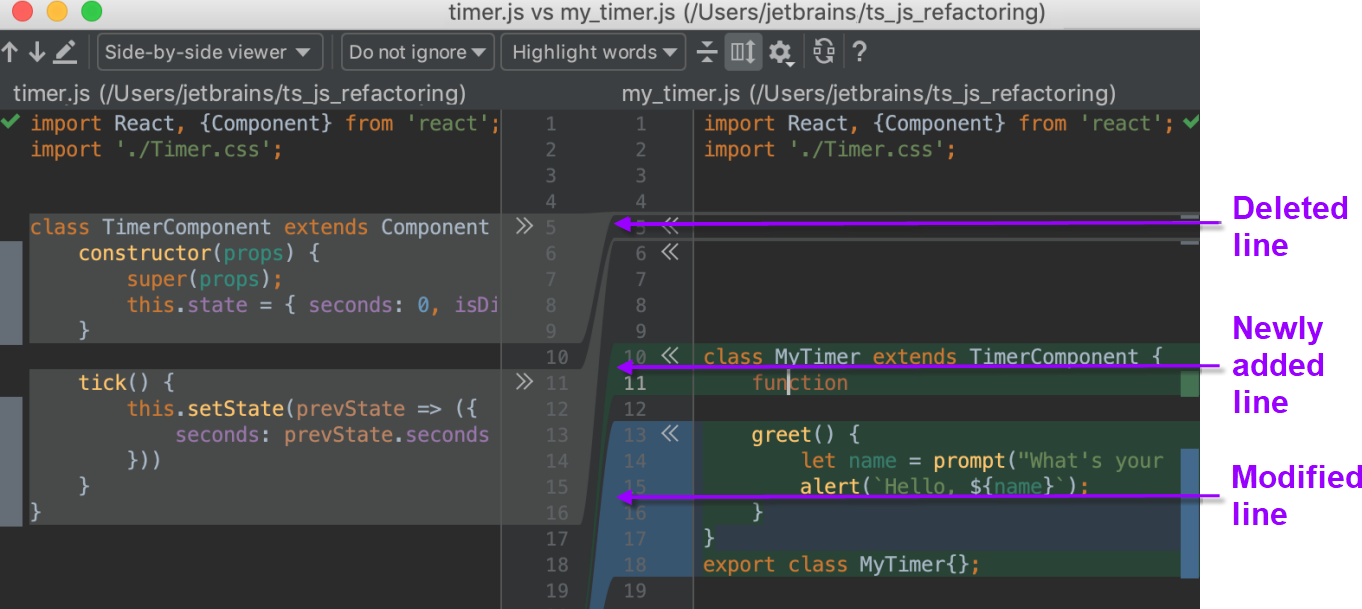 timer.js vs my_timer.js (/Users/jetbrains/ts_js_refactoring)
Side-by-side viewer Do not ignore Highlight words ?
timer.js (/Users/jetbrains/ts_js_refactoring)
1 import React, {Component} from 'react';
2 import './Timer.css';
3
4
5 class TimerComponent extends Component
6 constructor(props) {
7 super(props);
8 this.state = { seconds: 0, isDi
9 }
10
11 tick() {
12 this.setState(prevState => ({
13 seconds: prevState.seconds
14 }))
15 }
16 }
17
18
19
my_timer.js (/Users/jetbrains/ts_js_refactoring)
1 import React, {Component} from 'react';
2 import './Timer.css';
3
4
5
6
7
8
9
10 class MyTimer extends TimerComponent {
11 function
12
13 greet() {
14 let name = prompt("What's your
15 alert(`Hello, ${name}`);
16 }
17 }
18 export class MyTimer{};
19
Deleted
line
Newly
added
line
Modified
line